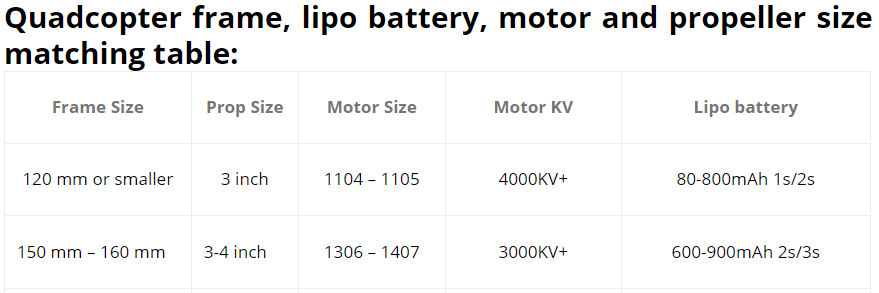 Quadcopter frame, lipo battery, motor and propeller size
matching table:
Frame Size Prop Size Motor Size Motor KV Lipo battery
120 mm or smaller 3 inch 1104 – 1105 4000KV+ 80-800mAh 1s/2s
150 mm – 160 mm 3-4 inch 1306 – 1407 3000KV+ 600-900mAh 2s/3s